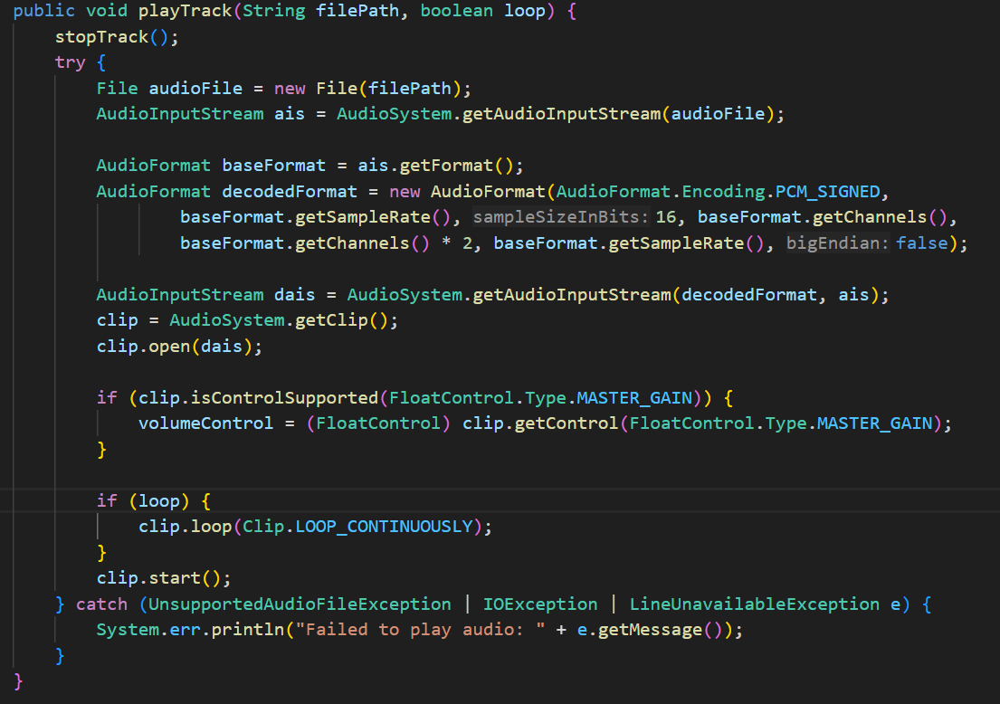 public void playTrack(String filePath, boolean loop) {
    stopTrack();
    try {
        File audioFile = new File(filePath);
        AudioInputStream ais = AudioSystem.getAudioInputStream(audioFile);

        AudioFormat baseFormat = ais.getFormat();
        AudioFormat decodedFormat = new AudioFormat(AudioFormat.Encoding.PCM_SIGNED,
                baseFormat.getSampleRate(), sampleSizeInBits: 16, baseFormat.getChannels(),
                baseFormat.getChannels() * 2, baseFormat.getSampleRate(), bigEndian: false);

        AudioInputStream dais = AudioSystem.getAudioInputStream(decodedFormat, ais);
        clip = AudioSystem.getClip();
        clip.open(dais);

        if (clip.isControlSupported(FloatControl.Type.MASTER_GAIN)) {
            volumeControl = (FloatControl) clip.getControl(FloatControl.Type.MASTER_GAIN);
        }

        if (loop) {
            clip.loop(Clip.LOOP_CONTINUOUSLY);
        }
        clip.start();
    } catch (UnsupportedAudioFileException | IOException | LineUnavailableException e) {
        System.err.println("Failed to play audio: " + e.getMessage());
    }
}